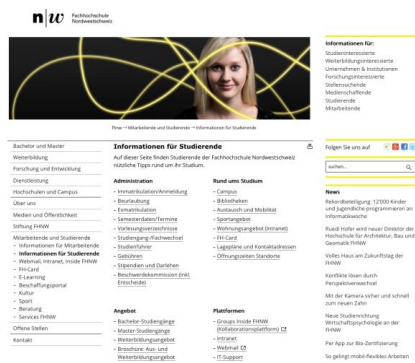 n|w Fachhochschule
Nordwestschweiz
Informationen für:
Studieninteressierte
Weiterbildungsinteressierte
Unternehmen & Institutionen
Forschungsinteressierte
Stellensuchende
Medienschaffende
Studierende
Mitarbeitende
Home → Mitarbeitende und Studierende → Informationen für Studierende
Bachelor und Master
Weiterbildung
Forschung und Entwicklung
Dienstleistung
Hochschulen und Campus
Über uns
Medien und Öffentlichkeit
Stiftung FHNW
Mitarbeitende und Studierende
– Informationen für Mitarbeitende
– Informationen für Studierende
– Webmail, Intranet, Inside FHNW
– FH-Card
– E-Learning
– Beschaffungsportal
– Kultur
– Sport
– Beratung
– Services FHNW
Offene Stellen
Kontakt
Informationen für Studierende
Auf dieser Seite finden Studierende der Fachhochschule Nordwestschweiz
nützliche Tipps rund um ihr Studium.
Administration
– Immatrikulation/Anmeldung
– Beurlaubung
– Exmatrikulation
– Semesterdaten/Termine
– Vorlesungsverzeichnisse
– Studiengang-/Fachwechsel
– Studienführer
– Gebühren
– Stipendien und Darlehen
– Beschwerdekommission (inkl.
Entscheide)
Rund ums Studium
– Campus
– Bibliotheken
– Austausch und Mobilität
– Sportangebot
– Wohnungsangebot (Intranet)
– FH-Card
– Lagepläne und Kontaktadressen
– Öffnungszeiten Standorte
Angebot
– Bachelor-Studiengänge
– Master-Studiengänge
– Weiterbildungsangebot
– Broschüre: Aus- und
Weiterbildungsangebot
Plattformen
– Groups Inside FHNW
(Kollaborationsplattform)
– Intranet
– Webmail
– IT-Support
Folgen Sie uns auf
suchen...
News
Rekordbeteiligung: 12'000 Kinder
und Jugendliche programmieren an
Informatikwoche
Ruedi Hofer wird neuer Direktor der
Hochschule für Architektur, Bau und
Geomatik FHNW
Volles Haus am Zukunftstag der
FHNW
Konflikte lösen durch
Perspektivenwechsel
Mit der Kamera sicher und schnell
zum neuen Zahn
Neue Studienrichtung
Wirtschaftspsychologie an der
FHNW
Per App zur Bio-Zertifizierung
So gelingt mobil-flexibles Arbeiten